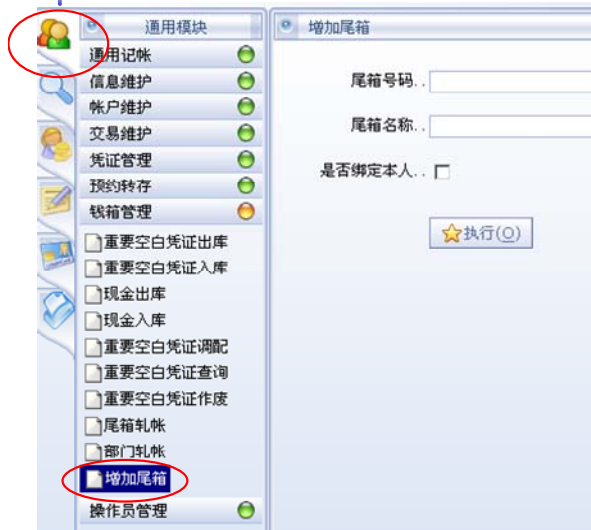 通用模块
通用记帐
信息维护
帐户维护
交易维护
凭证管理
预约转存
钱箱管理
重要空白凭证出库
重要空白凭证入库
现金出库
现金入库
重要空白凭证调配
重要空白凭证查询
重要空白凭证作废
尾箱轧帐
部门轧帐
增加尾箱
操作员管理
增加尾箱
尾箱号码. .
尾箱名称. .
是否绑定本人. .
执行(O)